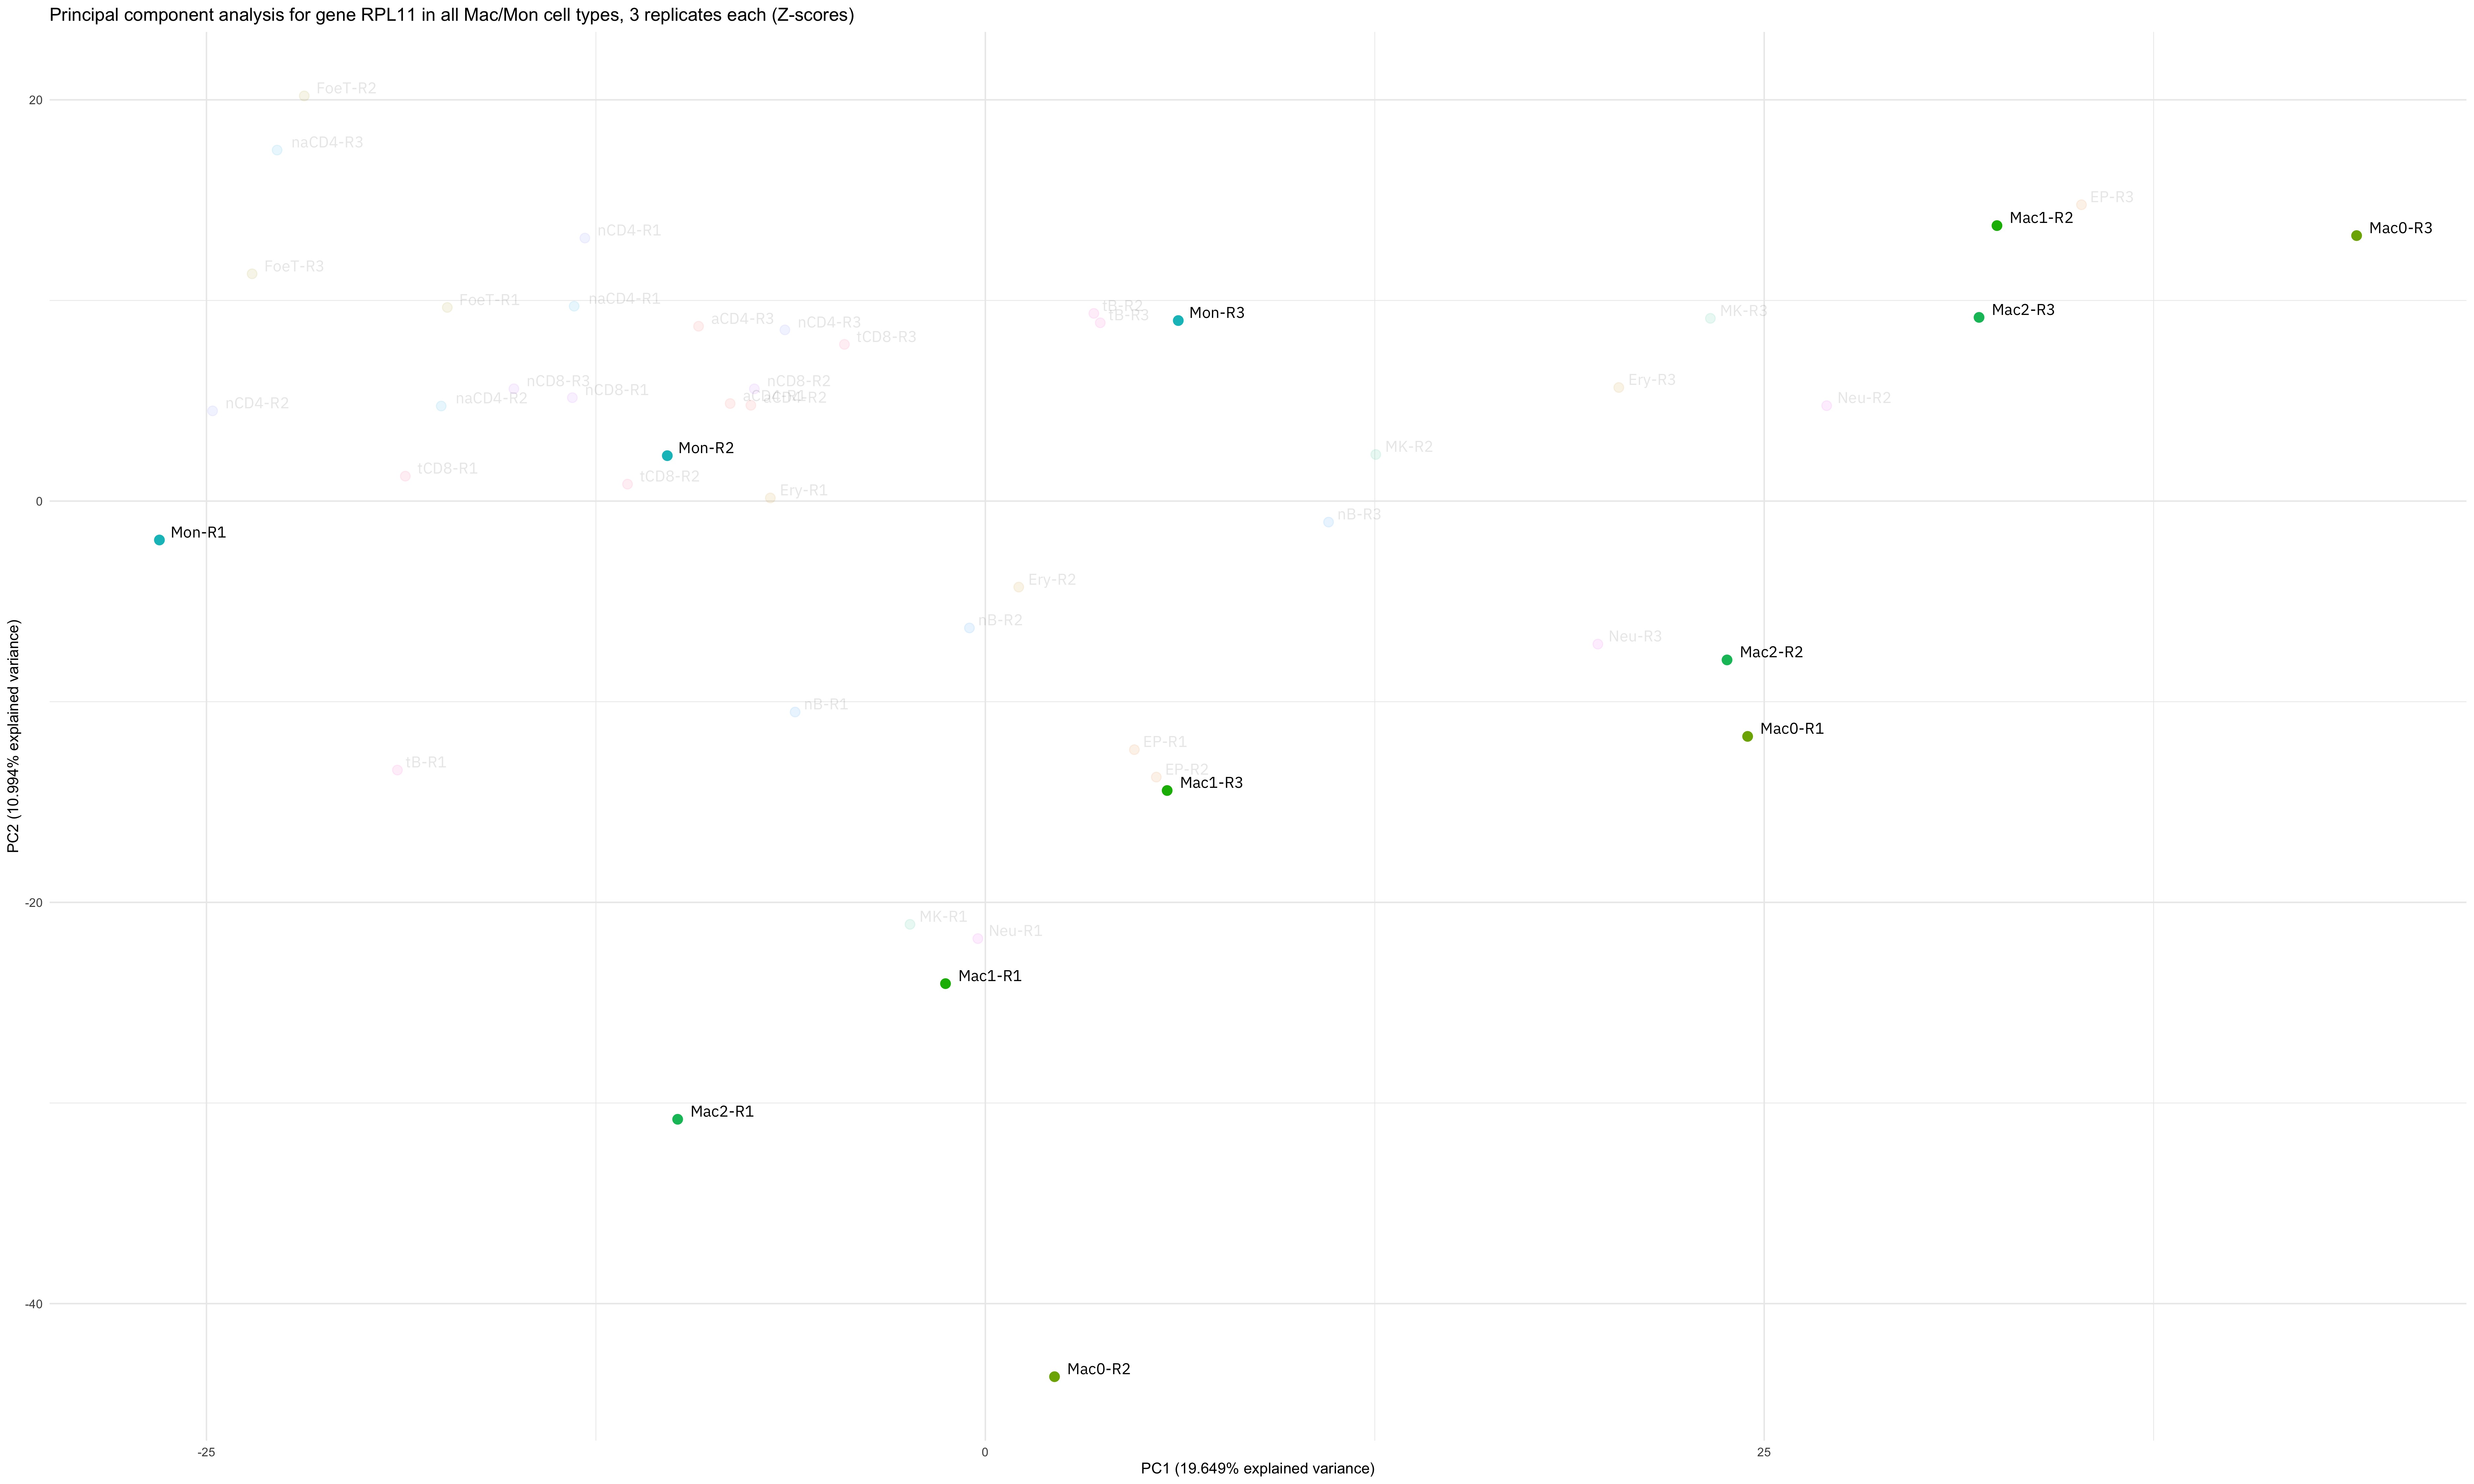 Principal component analysis for gene RPL11 in all Mac/Mon cell types, 3 replicates each (Z-scores)
FoeT-R2
20
naCD4-R3
EP-R3
Mac1-R2
Mac0-R3
nCD4-R1
FoeT-R3
FoeT-R1
naCD4-R1
tB-R2
tB-R3
Mon-R3
Mac2-R3
MK-R3
aCD4-R3
nCD4-R3
tCD8-R3
nCD8-R3
nCD8-R1
nCD8-R2
Ery-R3
nCD4-R2
naCD4-R2
aCD4-R1
aCD4-R2
Neu-R2
Mon-R2
MK-R2
tCD8-R1
tCD8-R2
Ery-R1
0
nB-R3
Mon-R1
Ery-R2
nB-R2
Neu-R3
Mac2-R2
nB-R1
Mac0-R1
EP-R1
tB-R1
EP-R2
Mac1-R3
PC2 (10.994% explained variance)
-20
MK-R1
Neu-R1
Mac1-R1
Mac2-R1
-40
Mac0-R2
-25
0
25
PC1 (19.649% explained variance)